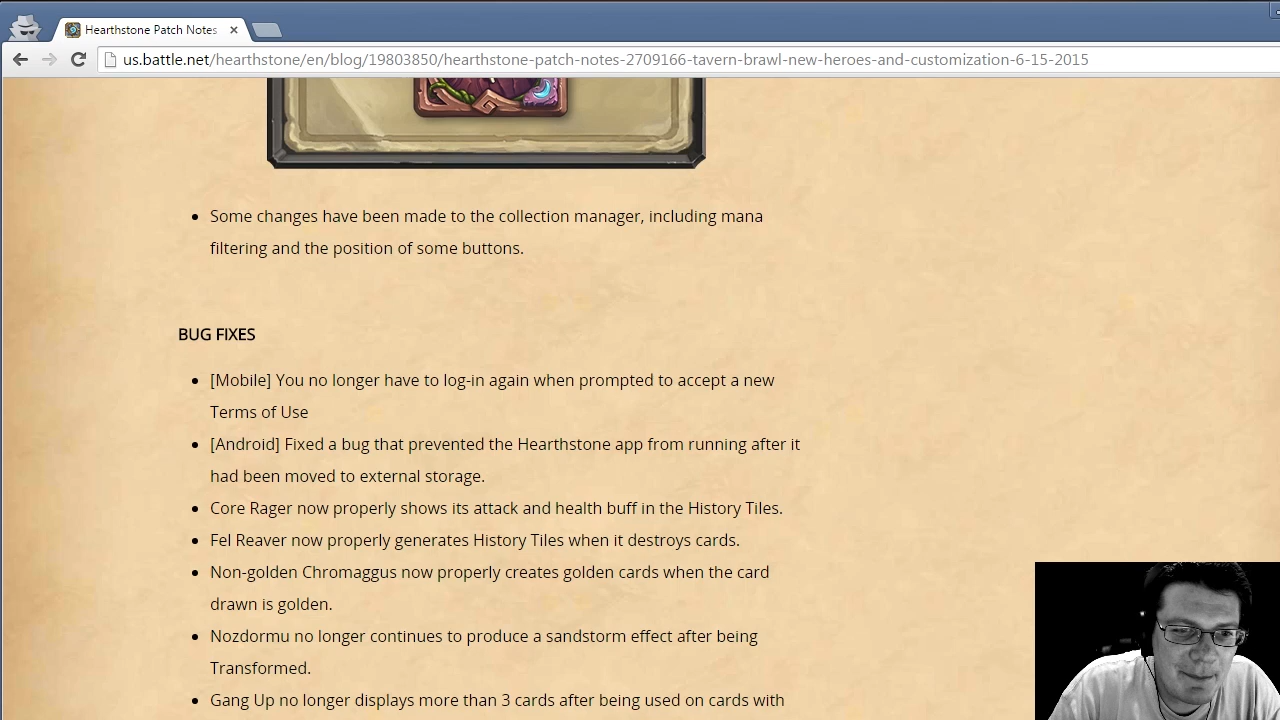 Hearthstone Patch Notes
us.battle.net/hearthstone/en/blog/19803850/hearthstone-patch-notes-2709166-tavern-brawl-new-heroes-and-customization-6-15-2015
• Some changes have been made to the collection manager, including mana
filtering and the position of some buttons.
BUG FIXES
• [Mobile] You no longer have to log-in again when prompted to accept a new
Terms of Use
• [Android] Fixed a bug that prevented the Hearthstone app from running after it
had been moved to external storage.
• Core Rager now properly shows its attack and health buff in the History Tiles.
• Fel Reaver now properly generates History Tiles when it destroys cards.
• Non-golden Chromaggus now properly creates golden cards when the card
drawn is golden.
• Nozdormu no longer continues to produce a sandstorm effect after being
Transformed.
• Gang Up no longer displays more than 3 cards after being used on cards with